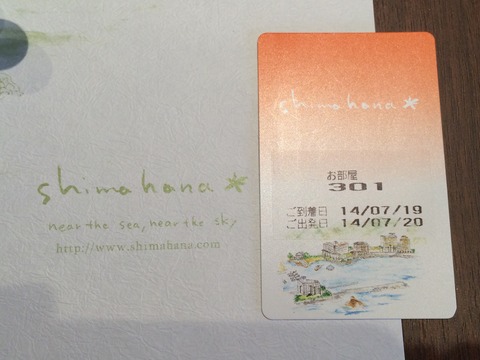 shimahana*
near the sea, near the sky
http://www.shimahana.com
shimahana*
お部屋
301
ご到着日 14/07/19
ご出発日 14/07/20